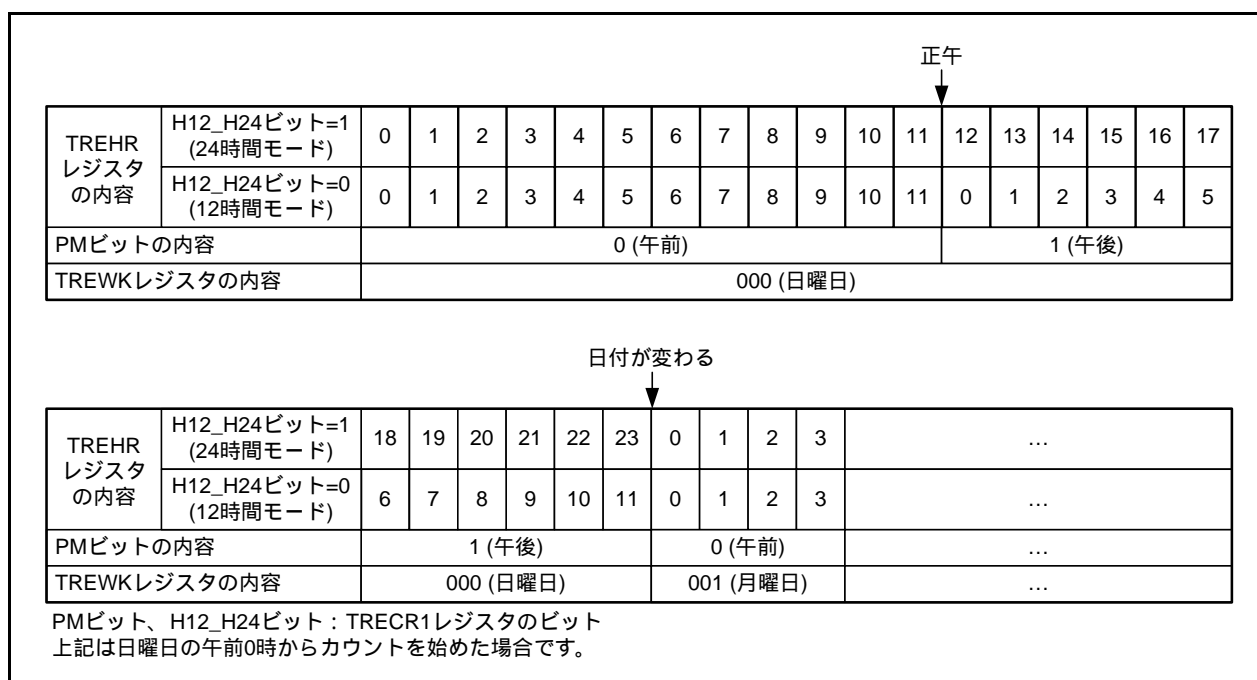 正午
TREHR
レジスタ
の内容
H12_H24ビット=1
(24時間モード)
0 1 2 3 4 5 6 7 8 9 10 11 12 13 14 15 16 17
H12_H24ビット=0
(12時間モード)
0 1 2 3 4 5 6 7 8 9 10 11 0 1 2 3 4 5
PMビットの内容 0 (午前) 1 (午後)
TREWKレジスタの内容 000 (日曜日)
日付が変わる
TREHR
レジスタ
の内容
H12_H24ビット=1
(24時間モード)
18 19 20 21 22 23 0 1 2 3 …
H12_H24ビット=0
(12時間モード)
6 7 8 9 10 11 0 1 2 3 …
PMビットの内容 1 (午後) 0 (午前) …
TREWKレジスタの内容 000 (日曜日) 001 (月曜日) …
PMビット、H12_H24ビット：TRECR1レジスタのビット
上記は日曜日の午前0時からカウントを始めた場合です。